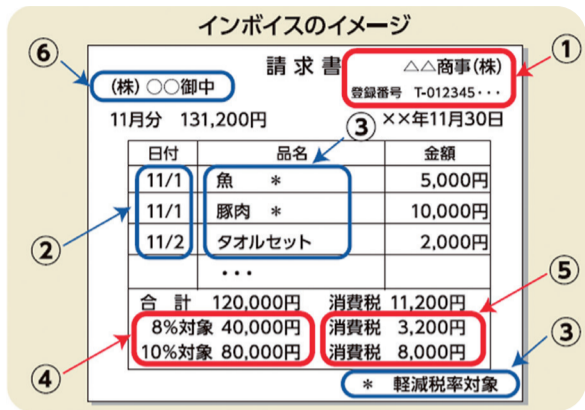 インボイスのイメージ
⑥
①
請求書
△△商事(株)
(株)○○御中
登録番号 T-012345・・・
11月分 131,200円
③
××年11月30日
日付 品名 金額
11/1 魚 * 5,000円
②
11/1 豚肉 * 10,000円
11/2 タオルセット 2,000円
・・・
⑤
合計 120,000円 消費税 11,200円
8%対象 40,000円 消費税 3,200円
③
10%対象 80,000円 消費税 8,000円
④
* 軽減税率対象